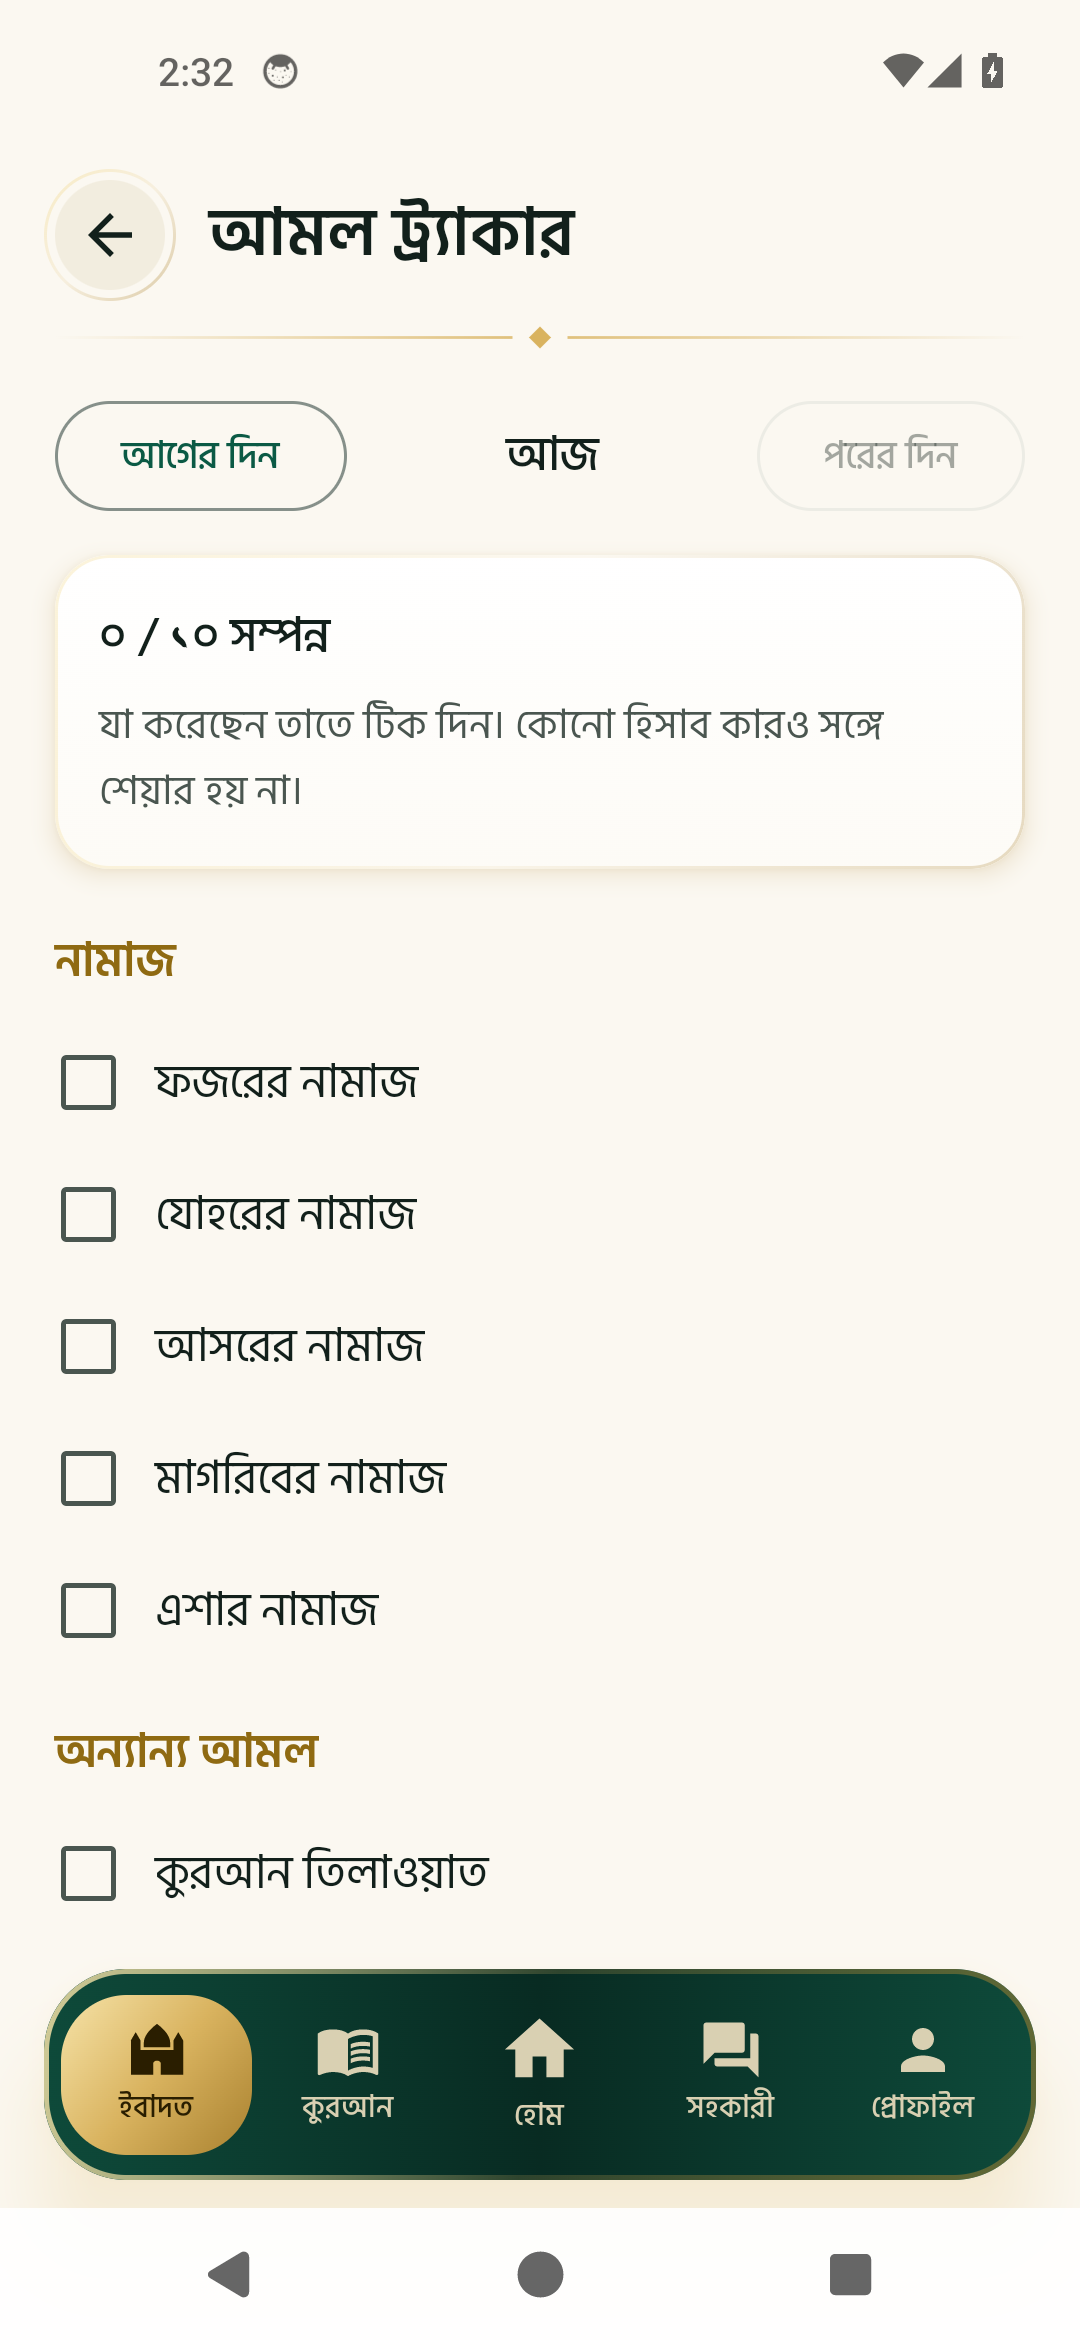 2:32
আমল ট্র্যাকার
আগের দিন
আজ
পরের দিন
০ / ১০ সম্পন্ন
যা করেছেন তাতে টিক দিন। কোনো হিসাব কারও সঙ্গে
শেয়ার হয় না।
নামাজ
ফজরের নামাজ
যোহরের নামাজ
আসরের নামাজ
মাগরিবের নামাজ
এশার নামাজ
অন্যান্য আমল
কুরআন তিলাওয়াত
ইবাদত
কুরআন
হোম
সহকারী
প্রোফাইল